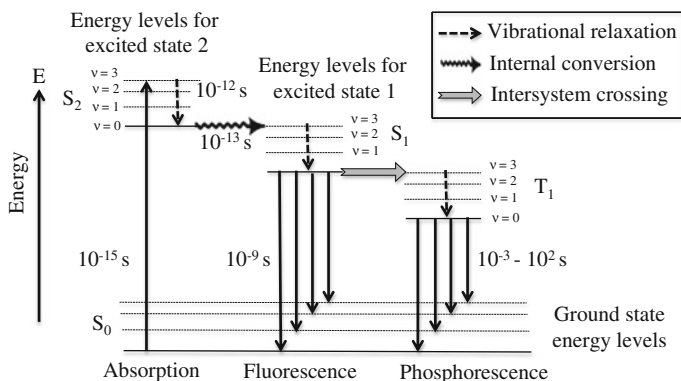 Energy levels for
excited state 2
E
Energy
S2
ν = 3
ν = 2
ν = 1
ν = 0
10-12 s
10-13 s
10-15 s
Energy levels for
excited state 1
ν = 3
ν = 2
ν = 1
S1
10-9 s
Vibrational relaxation
Internal conversion
Intersystem crossing
ν = 3
ν = 2
ν = 1
ν = 0
T1
10-3 - 102 s
S0
Ground state
energy levels
Absorption
Fluorescence
Phosphorescence